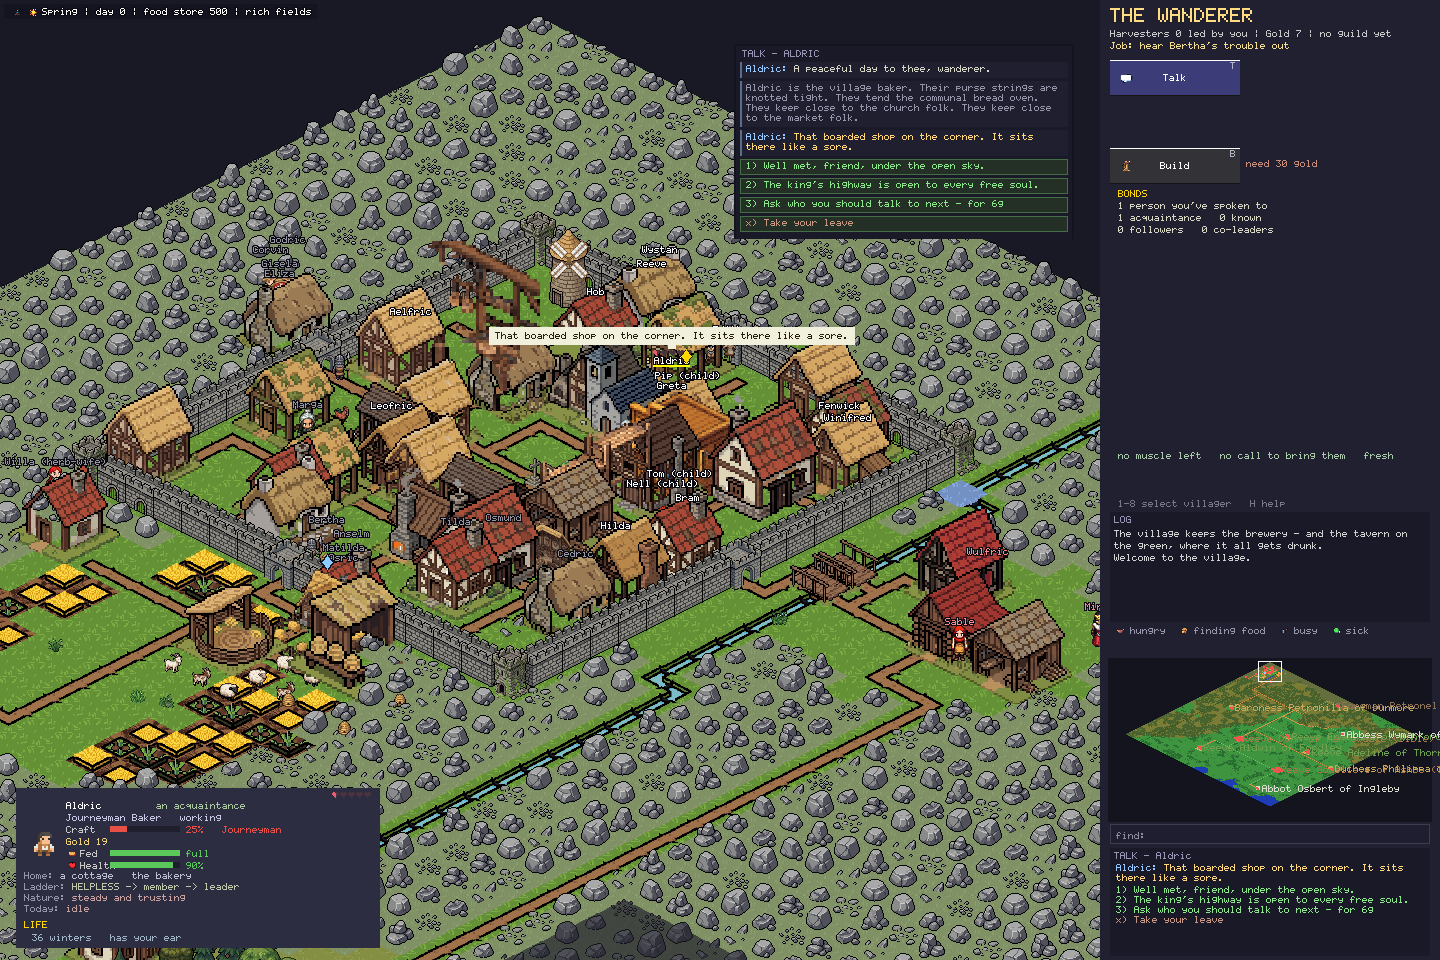 Spring | day 0 | food store 500 | rich fields
THE WANDERER
Harvesters 0 led by you | Gold 7 | no guild yet
Job: hear Bertha's trouble out
T
Talk
B
Build
need 30 gold
BONDS
1 person you've spoken to
1 acquaintance 0 known
0 followers 0 co-leaders
no muscle left no call to bring them fresh
1-8 select villager H help
LOG
The village keeps the brewery - and the tavern on
the green, where it all gets drunk.
Welcome to the village.
hungry finding food busy sick
Baroness Petronilla of Dunmore
Abbess Wymark of
Abbot Osbert of Ingleby
find:
TALK - Aldric
Aldric: That boarded shop on the corner. It sits
there like a sore.
1) Well met, friend, under the open sky.
2) The king's highway is open to every free soul.
3) Ask who you should talk to next - for 6g
x) Take your leave
TALK - ALDRIC
Aldric: A peaceful day to thee, wanderer.
Aldric is the village baker. Their purse strings are
knotted tight. They tend the communal bread oven.
They keep close to the church folk. They keep close
to the market folk.
Aldric: That boarded shop on the corner. It sits
there like a sore.
1) Well met, friend, under the open sky.
2) The king's highway is open to every free soul.
3) Ask who you should talk to next - for 6g
x) Take your leave
Godric
Corvin
Gisela
Eliza
Wystan
Reeve
Hob
Aelfric
That boarded shop on the corner. It sits there like a sore.
Aldric
Pip (child)
Greta
Marga
Leofric
Fenwick
Winifred
(herb-wife)
Tom (child)
Nell (child)
Bram
Bertha
Anselm
Matilda
Osric
Tilda
Osmund
Hilda
Cedric
Wulfric
Sable
Aldric an acquaintance
Journeyman Baker working
Craft 25% Journeyman
Gold 19
Fed full
Healt 90%
Home: a cottage the bakery
Ladder: HELPLESS -> member -> leader
Nature: steady and trusting
Today: idle
LIFE
36 winters has your ear